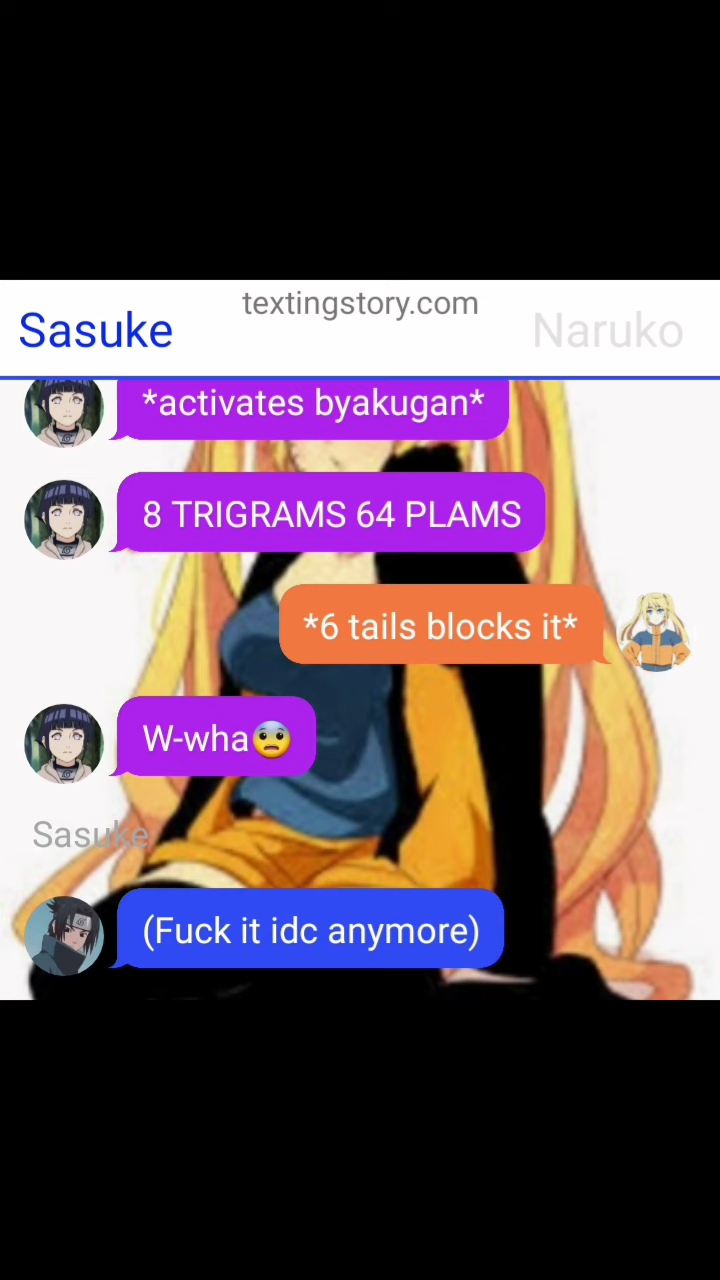 textingstory.com
Sasuke
Naruko
*activates byakugan*
8 TRIGRAMS 64 PLAMS
*6 tails blocks it*
W-wha😨
Sasuke
(Fuck it idc anymore)